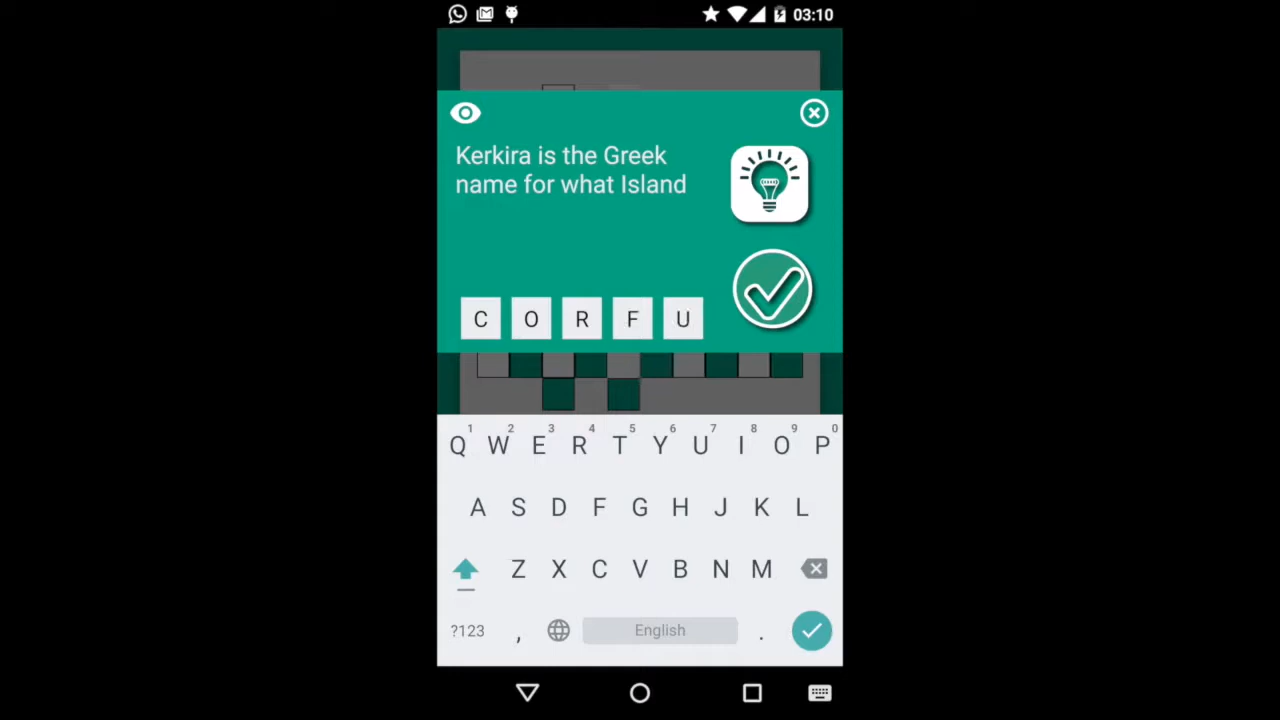 03:10
Kerkira is the Greek
name for what Island
C O R F U
1 2 3 4 5 6 7 8 9 0
Q W E R T Y U I O P
A S D F G H J K L
Z X C V B N M
?123 , English .